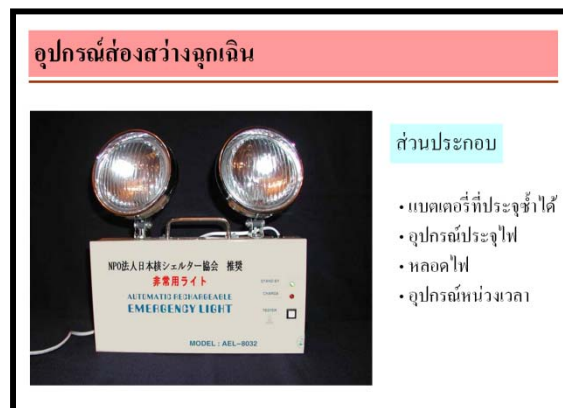 อุปกรณ์ส่องสว่างฉุกเฉิน
ส่วนประกอบ
• แบตเตอรี่ที่ประจุซ้ำได้
• อุปกรณ์ประจุไฟ
• หลอดไฟ
• อุปกรณ์หน่วงเวลา
NPO法人日本核シェルター協会 推奨
非常用ライト
AUTOMATIC RECHARGEABLE
EMERGENCY LIGHT
MODEL : AEL-8032
CHARGE